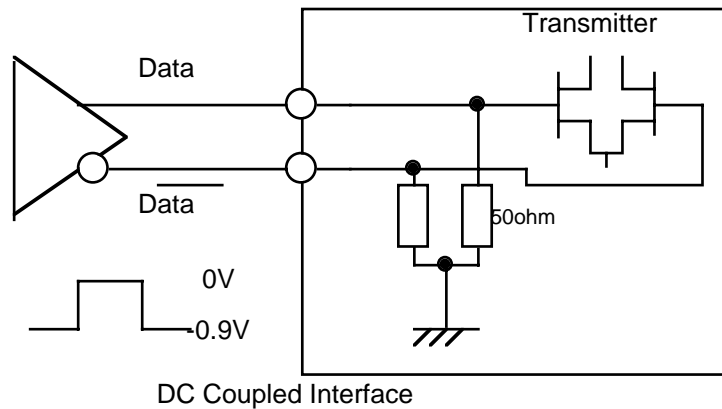 Transmitter
Data
Data
50ohm
0V
-0.9V
DC Coupled Interface